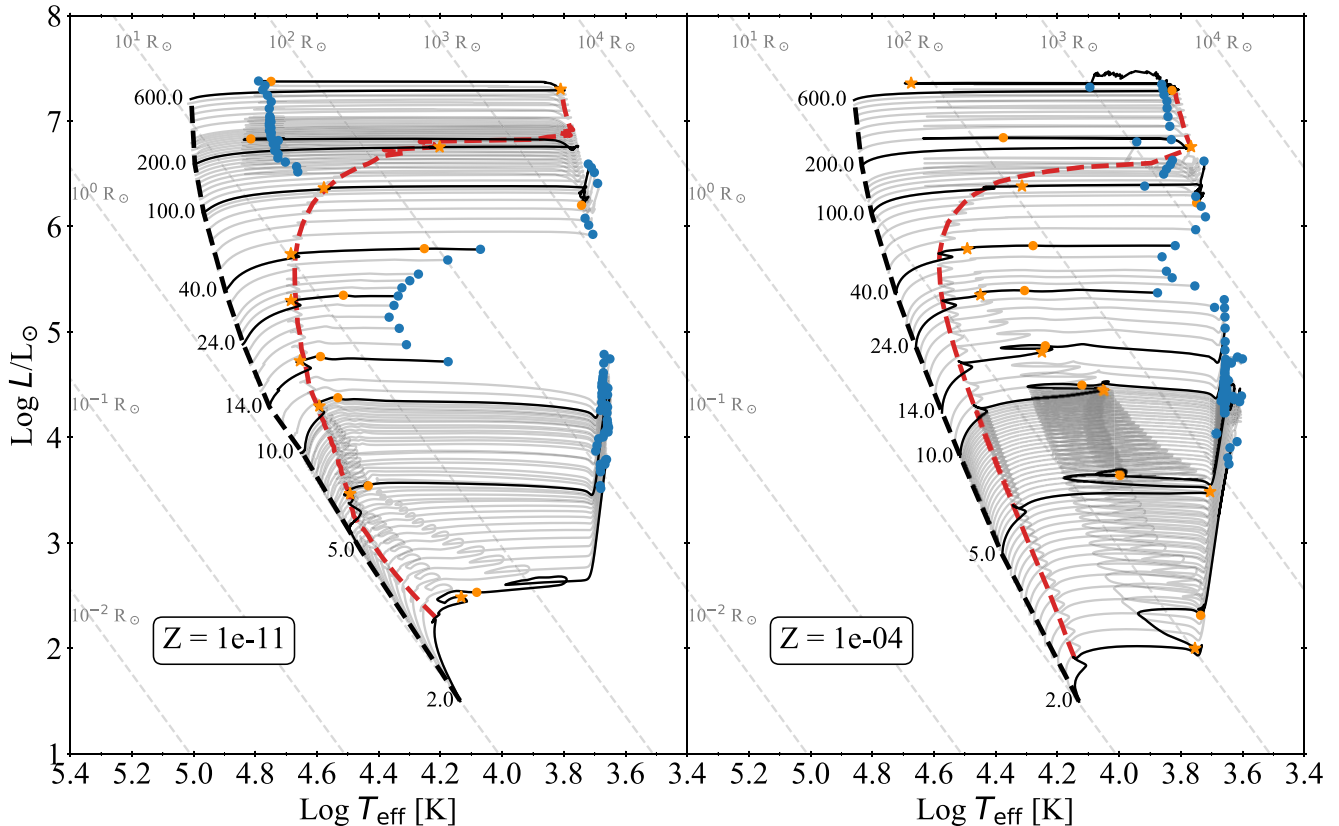 8
7
6
5
4
3
2
1
Log L/L⊙
10¹ R⊙
10² R⊙
10³ R⊙
10⁴ R⊙
10⁰ R⊙
10⁻¹ R⊙
10⁻² R⊙
600.0
200.0
100.0
40.0
24.0
14.0
10.0
5.0
2.0
Z = 1e-11
5.4 5.2 5.0 4.8 4.6 4.4 4.2 4.0 3.8 3.6 3.4
Log Teff [K]
10¹ R⊙
10² R⊙
10³ R⊙
10⁴ R⊙
10⁰ R⊙
10⁻¹ R⊙
10⁻² R⊙
600.0
200.0
100.0
40.0
24.0
14.0
10.0
5.0
2.0
Z = 1e-04
5.2 5.0 4.8 4.6 4.4 4.2 4.0 3.8 3.6 3.4
Log Teff [K]